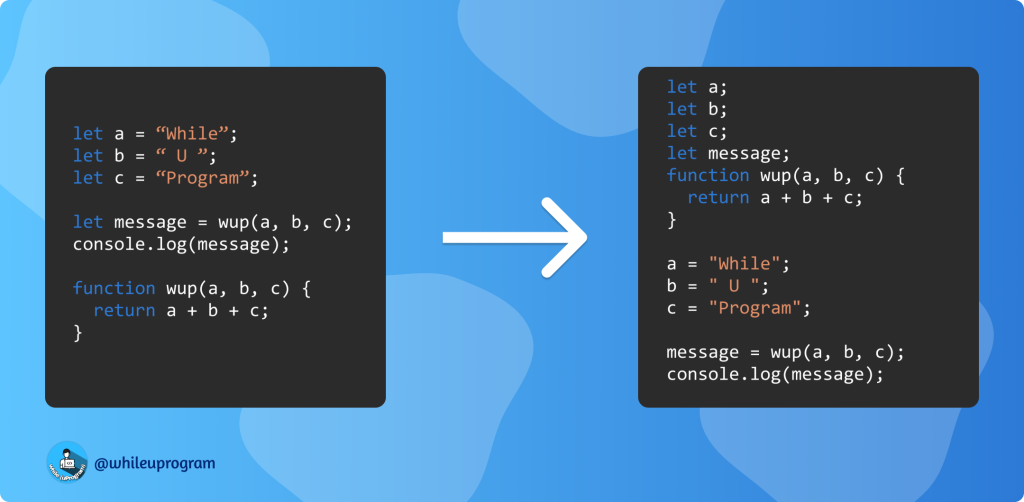 let a = “While”;
let b = “ U ”;
let c = “Program”;

let message = wup(a, b, c);
console.log(message);

function wup(a, b, c) {
  return a + b + c;
}

let a;
let b;
let c;
let message;
function wup(a, b, c) {
  return a + b + c;
}

a = "While";
b = " U ";
c = "Program";

message = wup(a, b, c);
console.log(message);

@whileuprogram